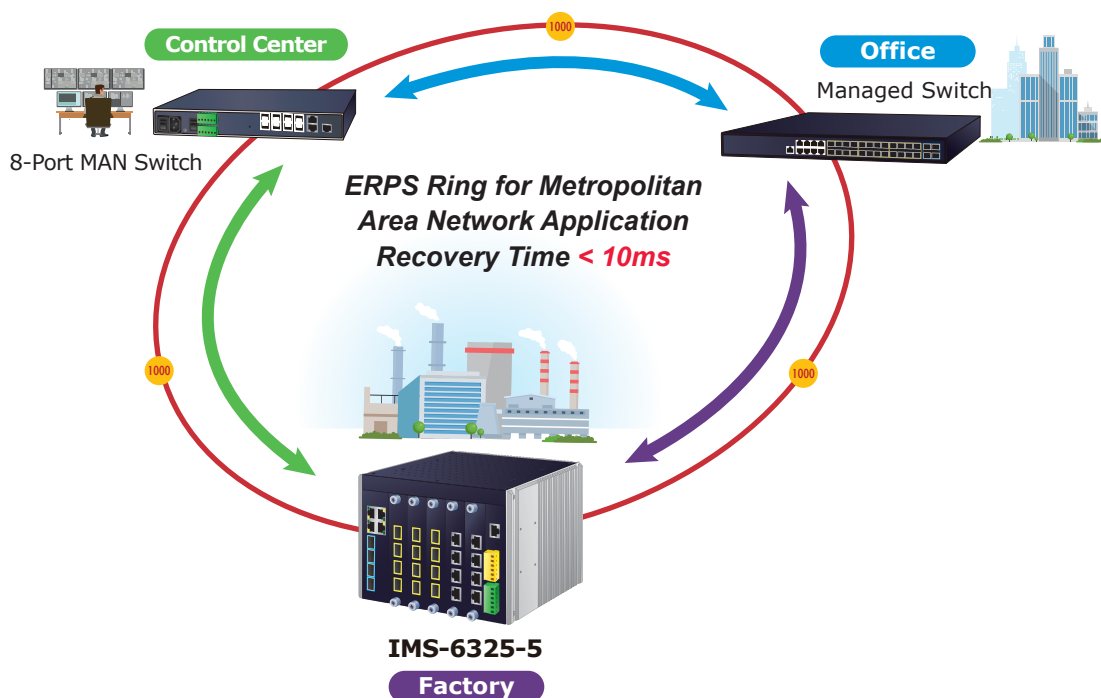 1000
Control Center
Office
Managed Switch
8-Port MAN Switch
ERPS Ring for Metropolitan
Area Network Application
Recovery Time < 10ms
1000
1000
IMS-6325-5
Factory